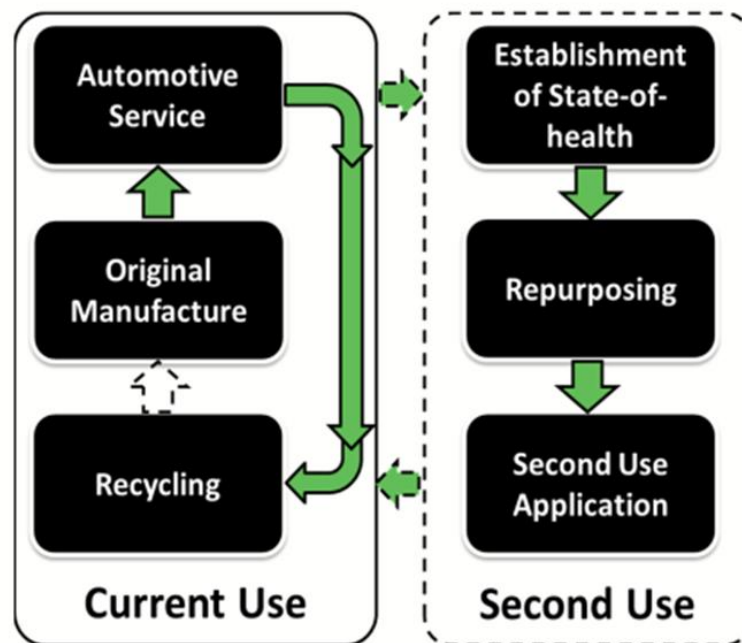 Automotive
Service
Original
Manufacture
Recycling
Current Use
Establishment
of State-of-
health
Repurposing
Second Use
Application
Second Use